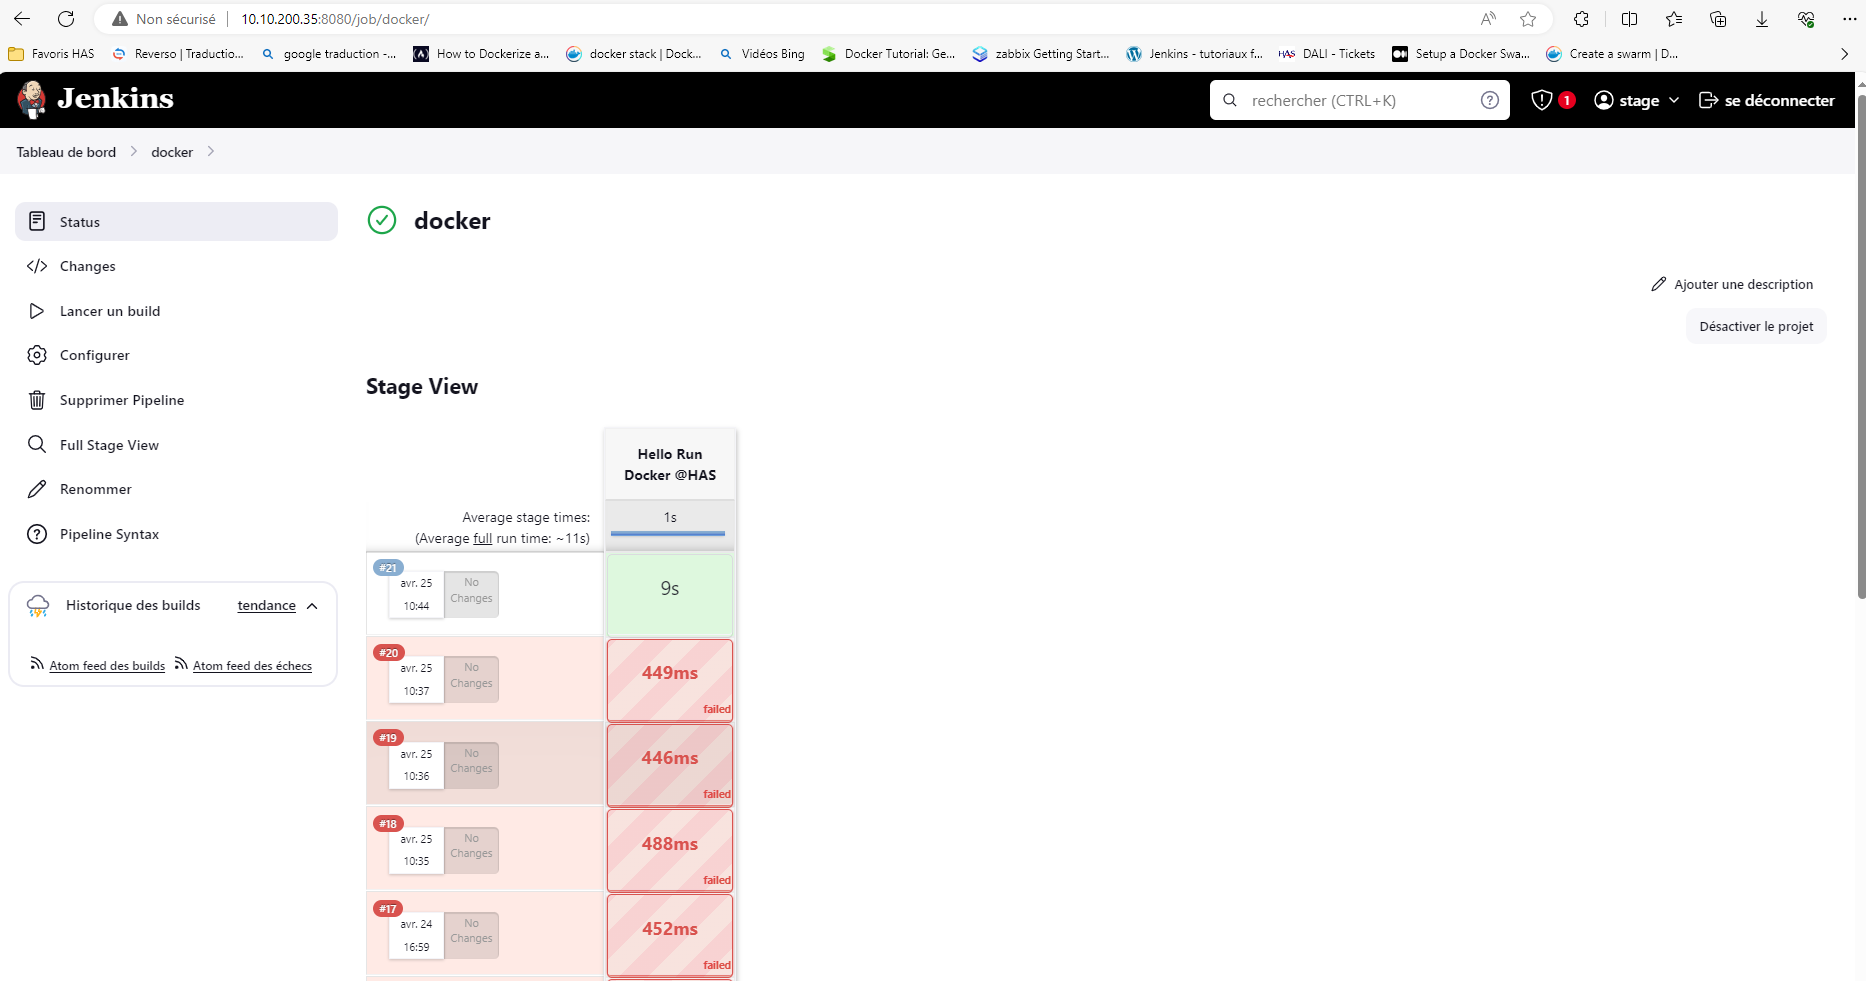 Non sécurisé
10.10.200.35:8080/job/docker/
Favoris HAS
Reverso | Traductio...
google traduction -...
How to Dockerize a...
docker stack | Dock...
Vidéos Bing
Docker Tutorial: Ge...
zabbix Getting Start...
Jenkins - tutoriaux f...
DALI - Tickets
Setup a Docker Swa...
Create a swarm | D...
Jenkins
rechercher (CTRL+K)
1
stage
se déconnecter
Tableau de bord
docker
Status
Changes
Lancer un build
Configurer
Supprimer Pipeline
Full Stage View
Renommer
Pipeline Syntax
Historique des builds
tendance
Atom feed des builds
Atom feed des échecs
docker
Ajouter une description
Désactiver le projet
Stage View
Hello Run
Docker @HAS
Average stage times:
(Average full run time: ~11s)
1s
#21
avr. 25
10:44
No
Changes
9s
#20
avr. 25
10:37
No
Changes
449ms
failed
#19
avr. 25
10:36
No
Changes
446ms
failed
#18
avr. 25
10:35
No
Changes
488ms
failed
#17
avr. 24
16:59
No
Changes
452ms
failed